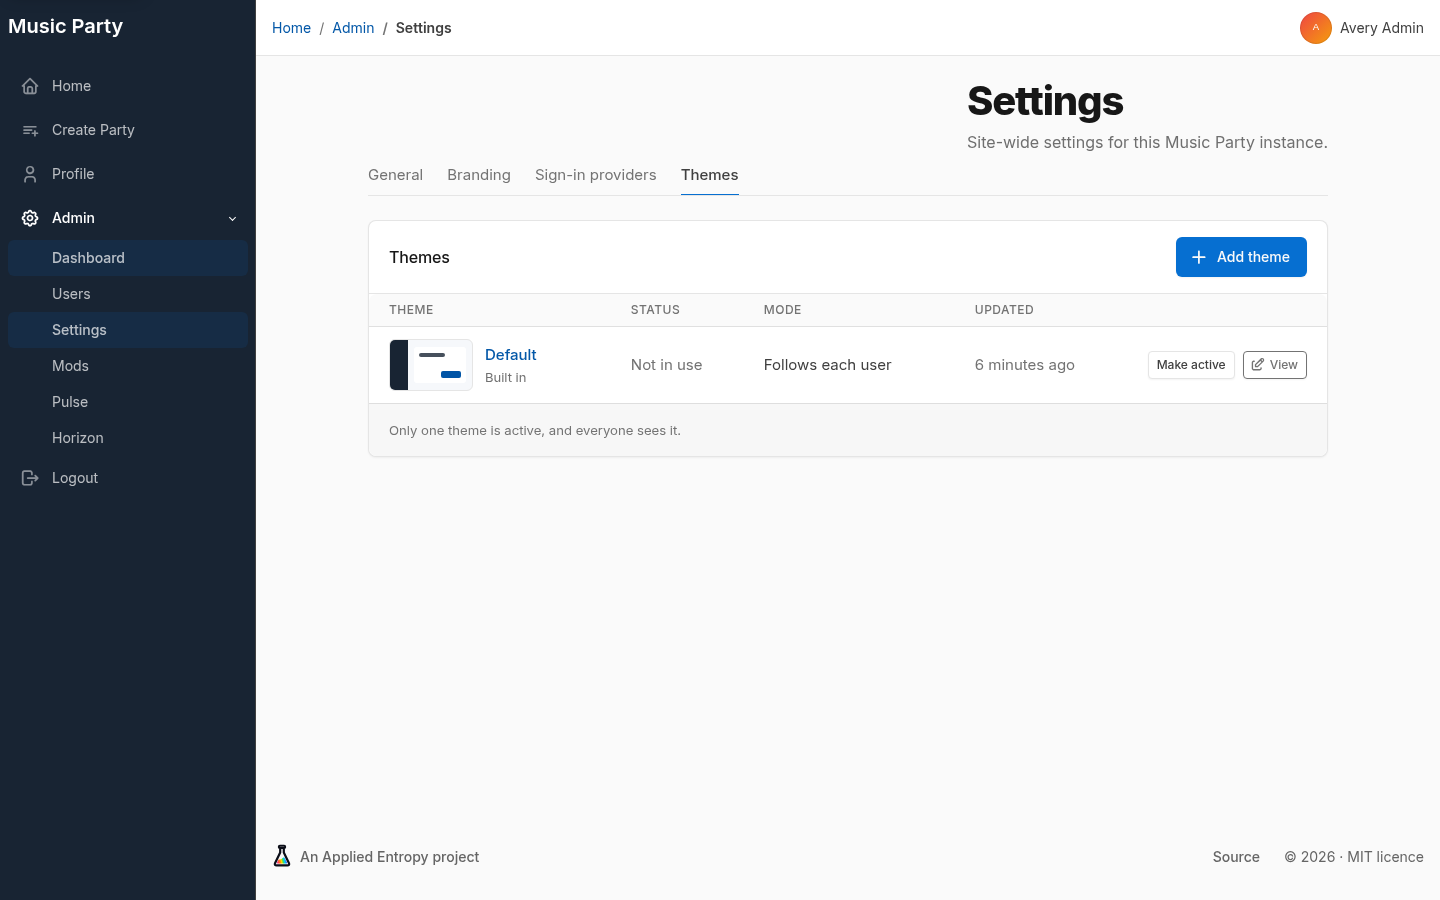 Music Party
Home
Create Party
Profile
Admin
Dashboard
Users
Settings
Mods
Pulse
Horizon
Logout
Home / Admin / Settings
A
Avery Admin
Settings
Site-wide settings for this Music Party instance.
General Branding Sign-in providers Themes
Themes
Add theme
THEME STATUS MODE UPDATED
Default
Built in
Not in use
Follows each user
6 minutes ago
Make active
View
Only one theme is active, and everyone sees it.
An Applied Entropy project
Source © 2026 · MIT licence